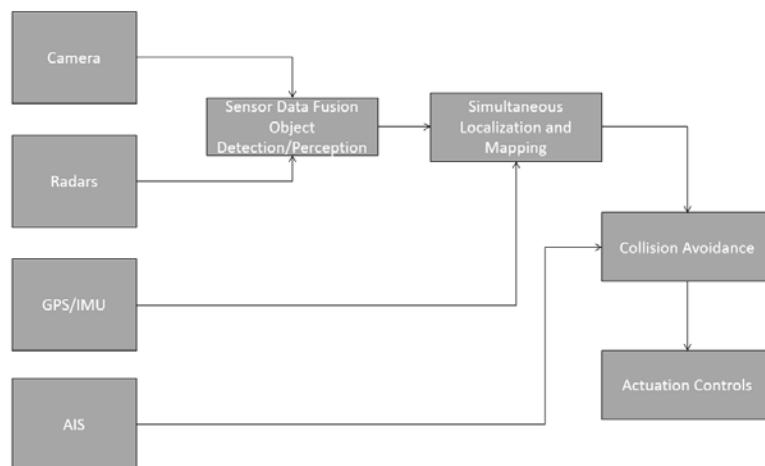 Camera
Sensor Data Fusion
Object
Detection/Perception
Simultaneous
Localization and
Mapping
Radars
Collision Avoidance
GPS/IMU
Actuation Controls
AIS